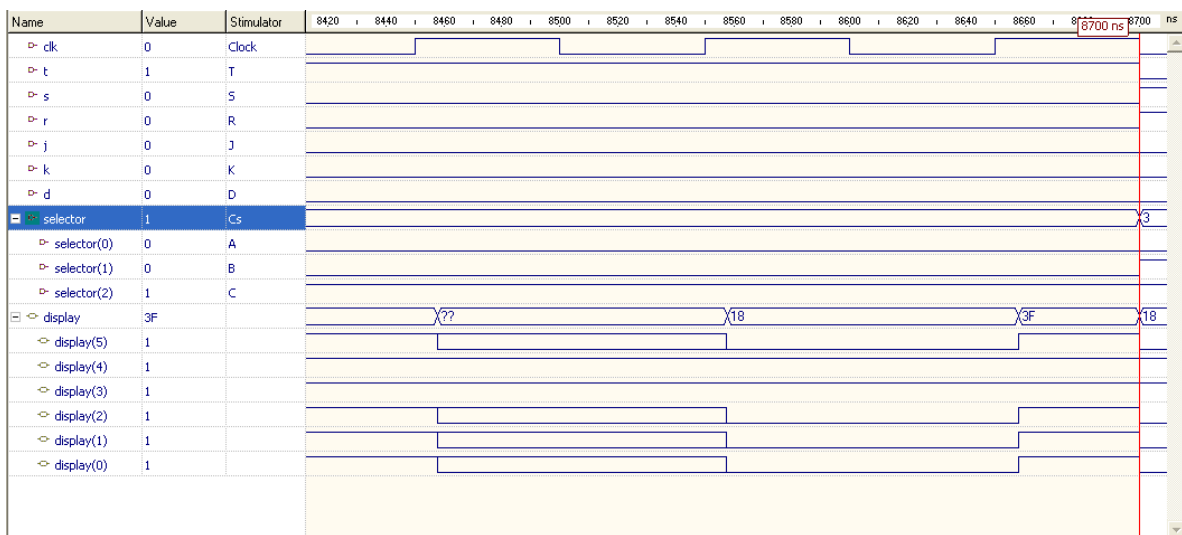 Name Value Stimulator 8420 8440 8460 8480 8500 8520 8540 8560 8580 8600 8620 8640 8660 8700 ns
8700 ns
clk 0 Clock
t 1 T
s 0 S
r 0 R
j 0 J
k 0 K
d 0 D
selector 1 Cs 3
selector(0) 0 A
selector(1) 0 B
selector(2) 1 C
display 3F ?? 18 3F 18
display(5) 1
display(4) 1
display(3) 1
display(2) 1
display(1) 1
display(0) 1